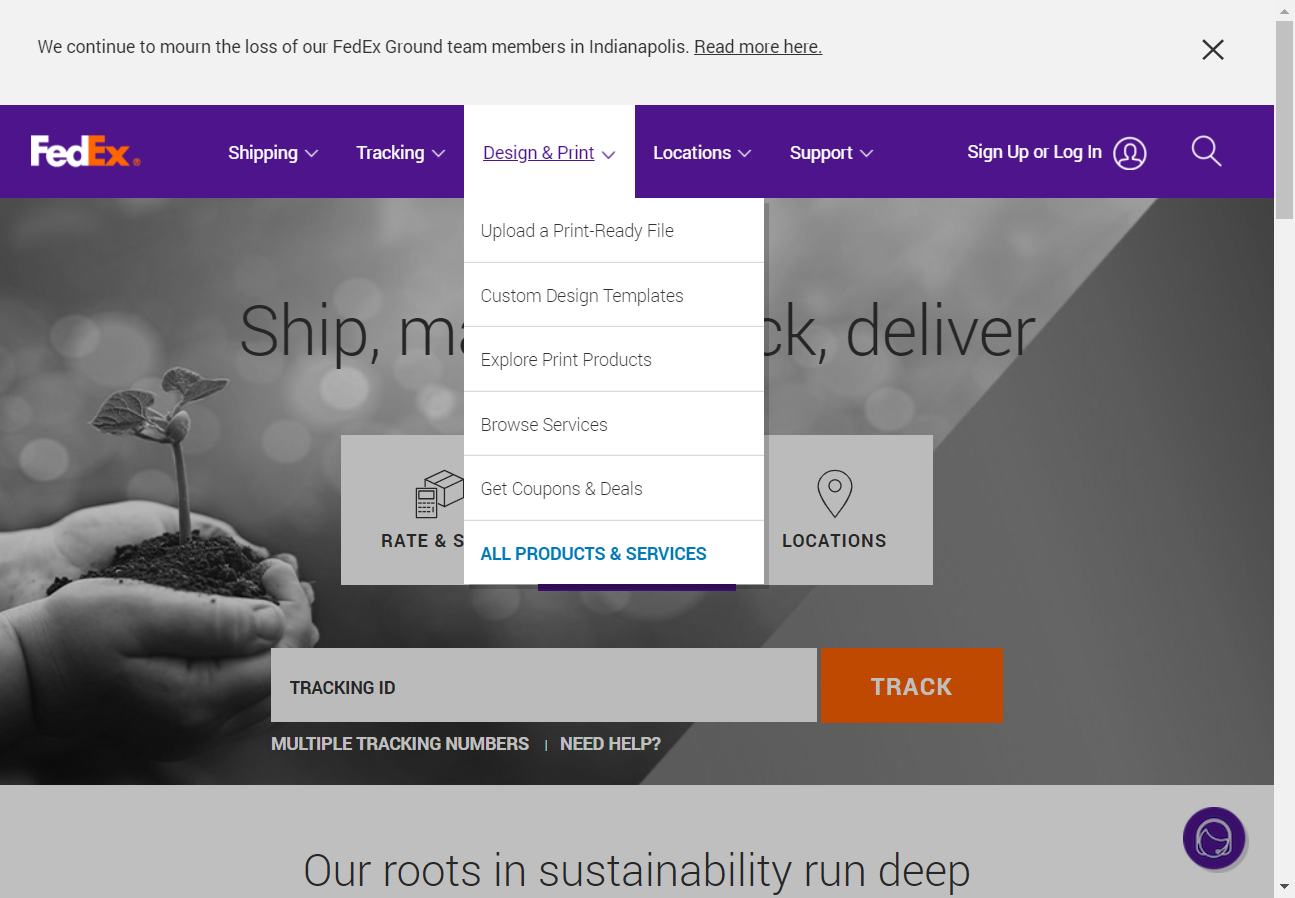 We continue to mourn the loss of our FedEx Ground team members in Indianapolis. Read more here.
FedEx®
Shipping
Tracking
Design & Print
Locations
Support
Sign Up or Log In
Upload a Print-Ready File
Custom Design Templates
Explore Print Products
Browse Services
Get Coupons & Deals
ALL PRODUCTS & SERVICES
Ship, ma
ck, deliver
RATE & S
LOCATIONS
TRACKING ID
TRACK
MULTIPLE TRACKING NUMBERS | NEED HELP?
Our roots in sustainability run deep